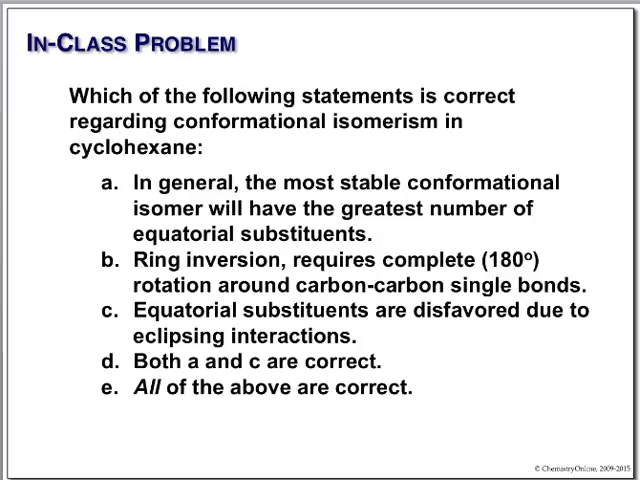 IN-CLASS PROBLEM
Which of the following statements is correct
regarding conformational isomerism in
cyclohexane:
a. In general, the most stable conformational
isomer will have the greatest number of
equatorial substituents.
b. Ring inversion, requires complete (180º)
rotation around carbon-carbon single bonds.
c. Equatorial substituents are disfavored due to
eclipsing interactions.
d. Both a and c are correct.
e. All of the above are correct.
© ChemistryOnline, 2009-2015